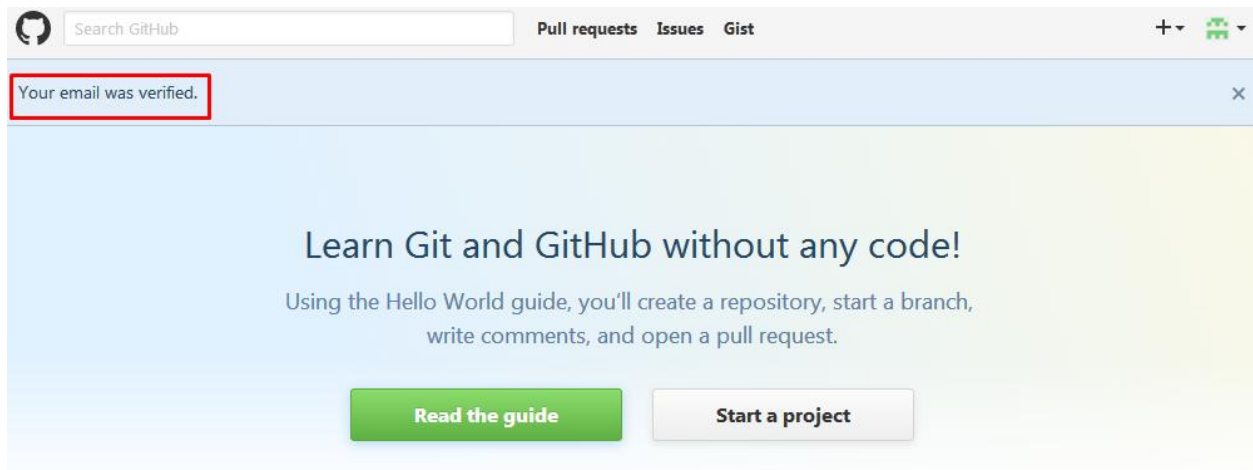 Search GitHub
Pull requests Issues Gist
Your email was verified.
Learn Git and GitHub without any code!
Using the Hello World guide, you'll create a repository, start a branch,
write comments, and open a pull request.
Read the guide
Start a project